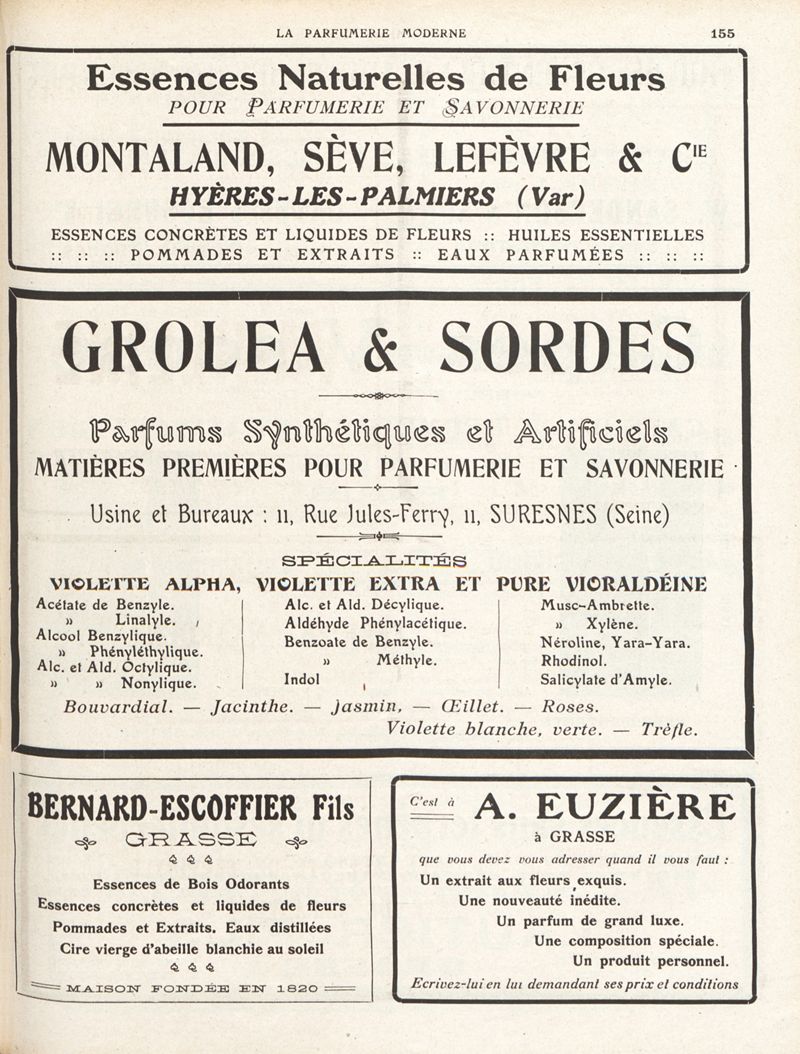 LA PARFUMERIE MODERNE 155
Essences Naturelles de Fleurs
POUR PARFUMERIE ET SAVONNERIE
MONTALAND, SÈVE, LEFÈVRE & CIE
HYÈRES-LES-PALMIERS (Var)
ESSENCES CONCRÈTES ET LIQUIDES DE FLEURS :: HUILES ESSENTIELLES
:: :: :: POMMADES ET EXTRAITS :: EAUX PARFUMÉES :: :: ::
GROLEA & SORDES
Parfums Synthétiques et Artificiels
MATIÈRES PREMIÈRES POUR PARFUMERIE ET SAVONNERIE
Usine et Bureaux : 11, Rue Jules-Ferry, 11, SURESNES (Seine)
SPÉCIALITÉS
VIOLETTE ALPHA, VIOLETTE EXTRA ET PURE VIORALDÉINE
Acétate de Benzyle.
» Linalyle.
Alcool Benzylique.
» Phényléthylique.
Alc. et Ald. Octylique.
» » Nonylique.
Alc. et Ald. Décylique.
Aldéhyde Phénylacétique.
Benzoate de Benzyle.
» Méthyle.
Indol
Musc-Ambrette.
» Xylène.
Néroline, Yara-Yara.
Rhodinol.
Salicylate d'Amyle.
Bouvardial. — Jacinthe. — Jasmin, — Œillet. — Roses.
Violette blanche, verte. — Trèfle.
BERNARD-ESCOFFIER Fils
GRASSE
Essences de Bois Odorants
Essences concrètes et liquides de fleurs
Pommades et Extraits. Eaux distillées
Cire vierge d'abeille blanchie au soleil
MAISON FONDÉE EN 1820
C'est à A. EUZIÈRE
à GRASSE
que vous devez vous adresser quand il vous faut :
Un extrait aux fleurs exquis.
Une nouveauté inédite.
Un parfum de grand luxe.
Une composition spéciale.
Un produit personnel.
Ecrivez-lui en lui demandant ses prix et conditions